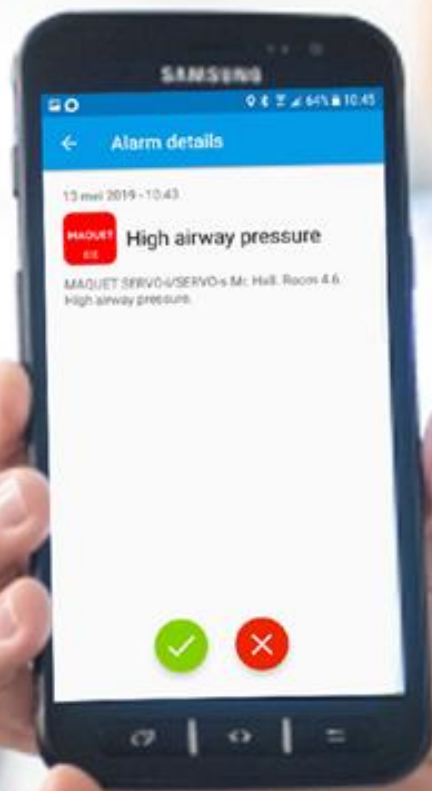 SAMSUNG
64% 10:45
Alarm details
13 mei 2019 - 10:43
MAQUET
High airway pressure
MAQUET SERVO-i/SERVO-s Mr. Hall. Room 4.6
High airway pressure.